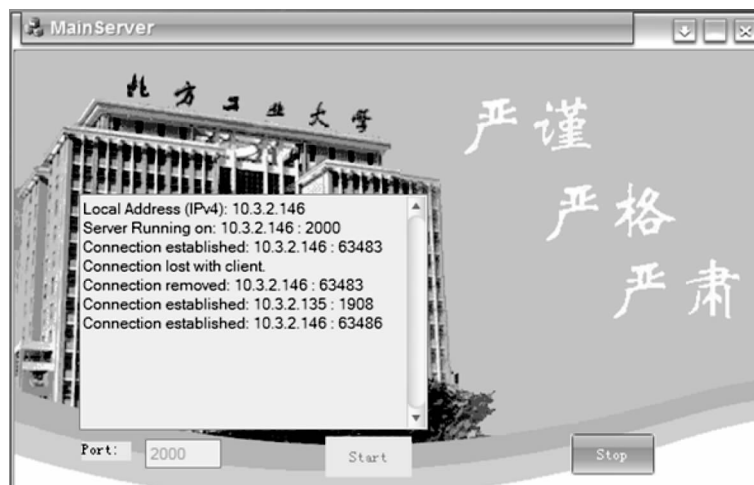 MainServer
北方工业大学
严谨
严格
严肃
Local Address (IPv4): 10.3.2.146
Server Running on: 10.3.2.146 : 2000
Connection established: 10.3.2.146 : 63483
Connection lost with client.
Connection removed: 10.3.2.146 : 63483
Connection established: 10.3.2.135 : 1908
Connection established: 10.3.2.146 : 63486
Port:
2000
Start
Stop